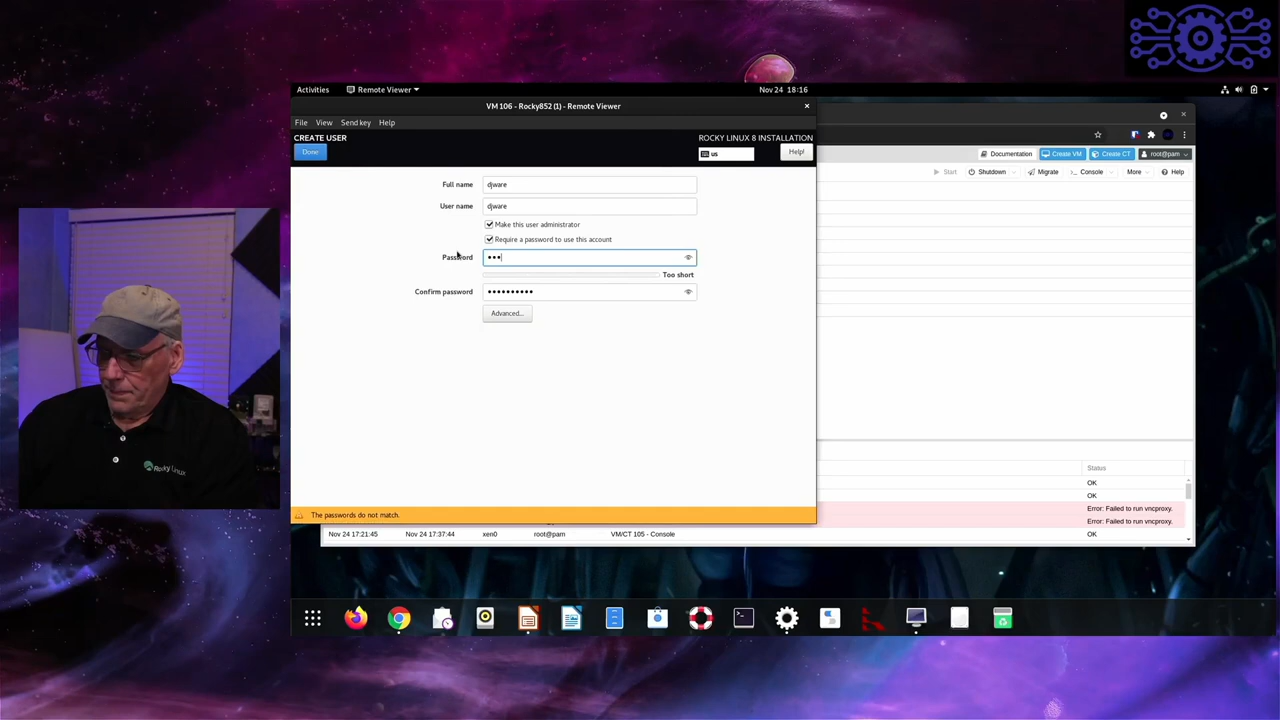 Activities
Remote Viewer
Nov 24 18:16
VM 106 - Rocky852 (1) - Remote Viewer
File View Send key Help
CREATE USER
ROCKY LINUX 8 INSTALLATION
Done
us
Help!
Documentation
Create VM
Create CT
root@pam
Start
Shutdown
Migrate
Console
More
Help
Full name djware
User name djware
Make this user administrator
Require a password to use this account
Password •••
Too short
Confirm password ••••••••••
Advanced...
The passwords do not match.
Status
OK
OK
Error: Failed to run vncproxy.
Error: Failed to run vncproxy.
Nov 24 17:21:45 Nov 24 17:37:44 xen0 root@pam VM/CT 105 - Console OK
Rocky Linux